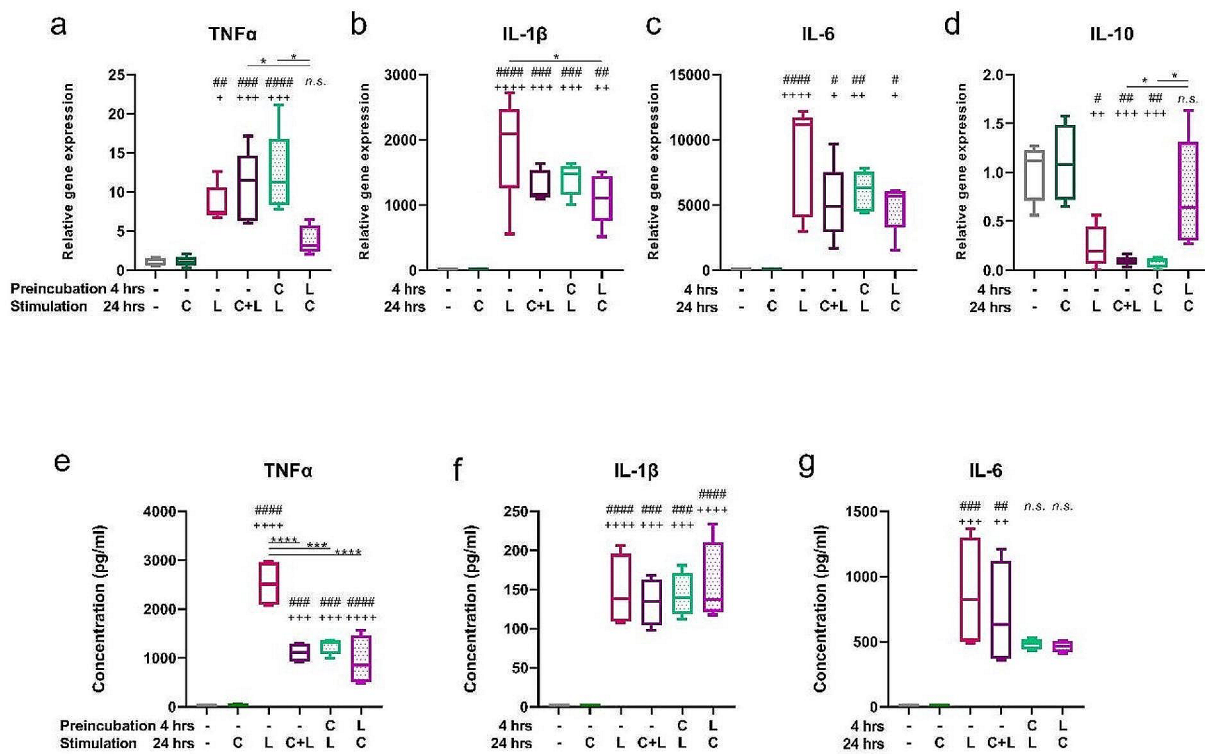 a
TNFα
* *
## ### #### n.s.
+ +++ +++
Relative gene expression
25
20
15
10
5
0
Preincubation 4 hrs - - - - C L
Stimulation 24 hrs - C L C+L L C
b
IL-1β
*
#### ### ### ##
++++ +++ +++ ++
Relative gene expression
3000
2000
1000
0
4 hrs - - - - C L
24 hrs - C L C+L L C
c
IL-6
#### # ## #
++++ + ++ +
Relative gene expression
15000
10000
5000
0
4 hrs - - - - C L
24 hrs - C L C+L L C
d
IL-10
* *
# ## ## n.s.
++ +++ +++
Relative gene expression
2.0
1.5
1.0
0.5
0.0
4 hrs - - - - C L
24 hrs - C L C+L L C
e
TNFα
####
++++
****
***
****
### ### ####
+++ +++ ++++
Concentration (pg/ml)
4000
3000
2000
1000
0
Preincubation 4 hrs - - - - C L
Stimulation 24 hrs - C L C+L L C
f
IL-1β
#### ### ### ####
++++ +++ +++ ++++
Concentration (pg/ml)
250
200
150
100
50
0
4 hrs - - - - C L
24 hrs - C L C+L L C
g
IL-6
### ## n.s. n.s.
+++ ++
Concentration (pg/ml)
1500
1000
500
0
4 hrs - - - - C L
24 hrs - C L C+L L C